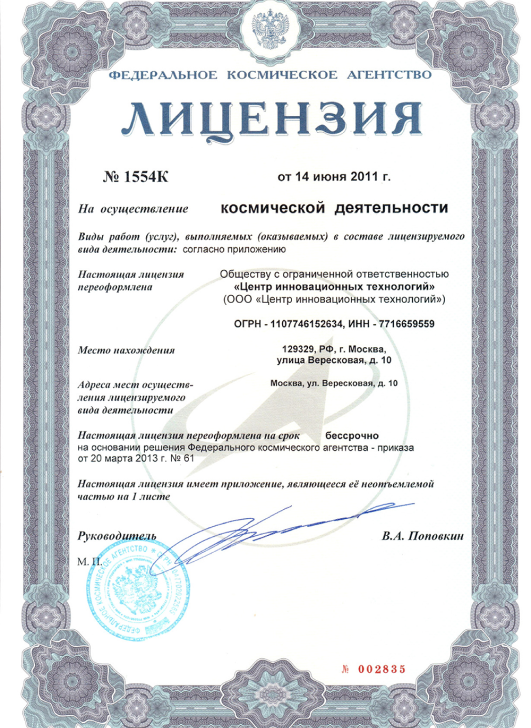 ФЕДЕРАЛЬНОЕ КОСМИЧЕСКОЕ АГЕНТСТВО
ЛИЦЕНЗИЯ
№ 1554К от 14 июня 2011 г.
На осуществление космической деятельности
Виды работ (услуг), выполняемых (оказываемых) в составе лицензируемого
вида деятельности: согласно приложению
Настоящая лицензия Обществу с ограниченной ответственностью
переоформлена «Центр инновационных технологий»
(ООО «Центр инновационных технологий»)
ОГРН - 1107746152634, ИНН - 7716659559
Место нахождения 129329, РФ, г. Москва,
улица Вересковая, д. 10
Адреса мест осуществ- Москва, ул. Вересковая, д. 10
ления лицензируемого
вида деятельности
Настоящая лицензия переоформлена на срок бессрочно
на основании решения Федерального космического агентства - приказа
от 20 марта 2013 г. № 61
Настоящая лицензия имеет приложение, являющееся её неотъемлемой
частью на 1 листе
Руководитель В.А. Поповкин
М. П.
ФЕДЕРАЛЬНОЕ КОСМИЧЕСКОЕ АГЕНТСТВО
№ 002835